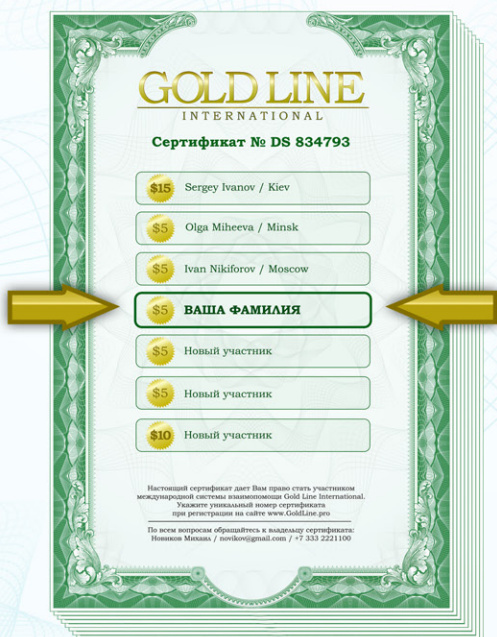 GOLD LINE
INTERNATIONAL
Сертификат № DS 834793
$15 Sergey Ivanov / Kiev
$5 Olga Miheeva / Minsk
$5 Ivan Nikiforov / Moscow
$5 ВАША ФАМИЛИЯ
$5 Новый участник
$5 Новый участник
$10 Новый участник
Настоящий сертификат дает Вам право стать участником
международной системы взаимопомощи Gold Line International.
Укажите уникальный номер сертификата
при регистрации на сайте www.GoldLine.pro
По всем вопросам обращайтесь к владельцу сертификата:
Новиков Михаил / novikov@gmail.com / +7 333 2221100